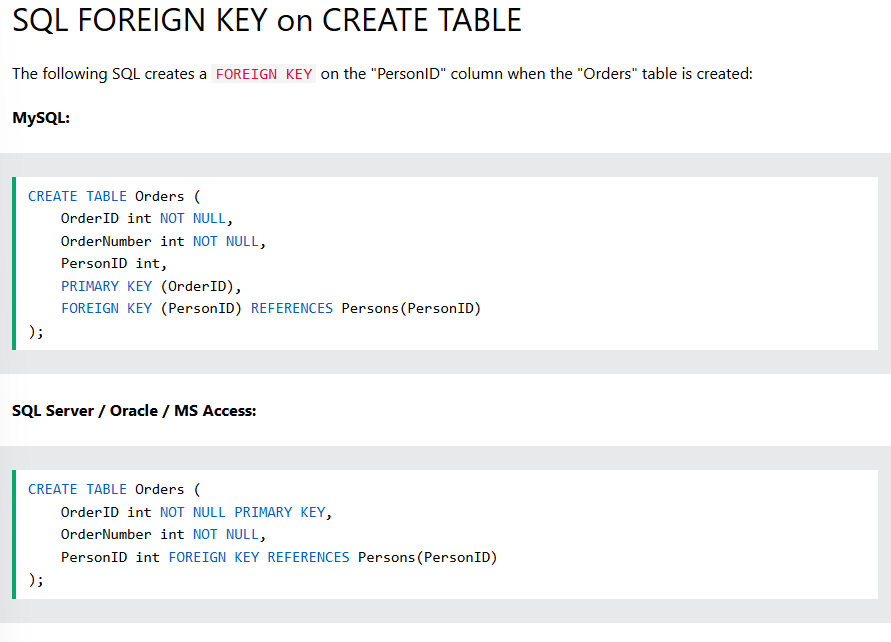 SQL FOREIGN KEY on CREATE TABLE
The following SQL creates a FOREIGN KEY on the "PersonID" column when the "Orders" table is created:
MySQL:
CREATE TABLE Orders (
    OrderID int NOT NULL,
    OrderNumber int NOT NULL,
    PersonID int,
    PRIMARY KEY (OrderID),
    FOREIGN KEY (PersonID) REFERENCES Persons(PersonID)
);
SQL Server / Oracle / MS Access:
CREATE TABLE Orders (
    OrderID int NOT NULL PRIMARY KEY,
    OrderNumber int NOT NULL,
    PersonID int FOREIGN KEY REFERENCES Persons(PersonID)
);